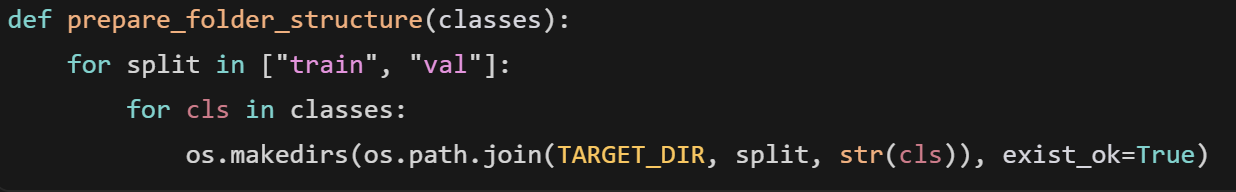 def prepare_folder_structure(classes):
    for split in ["train", "val"]:
        for cls in classes:
            os.makedirs(os.path.join(TARGET_DIR, split, str(cls)), exist_ok=True)